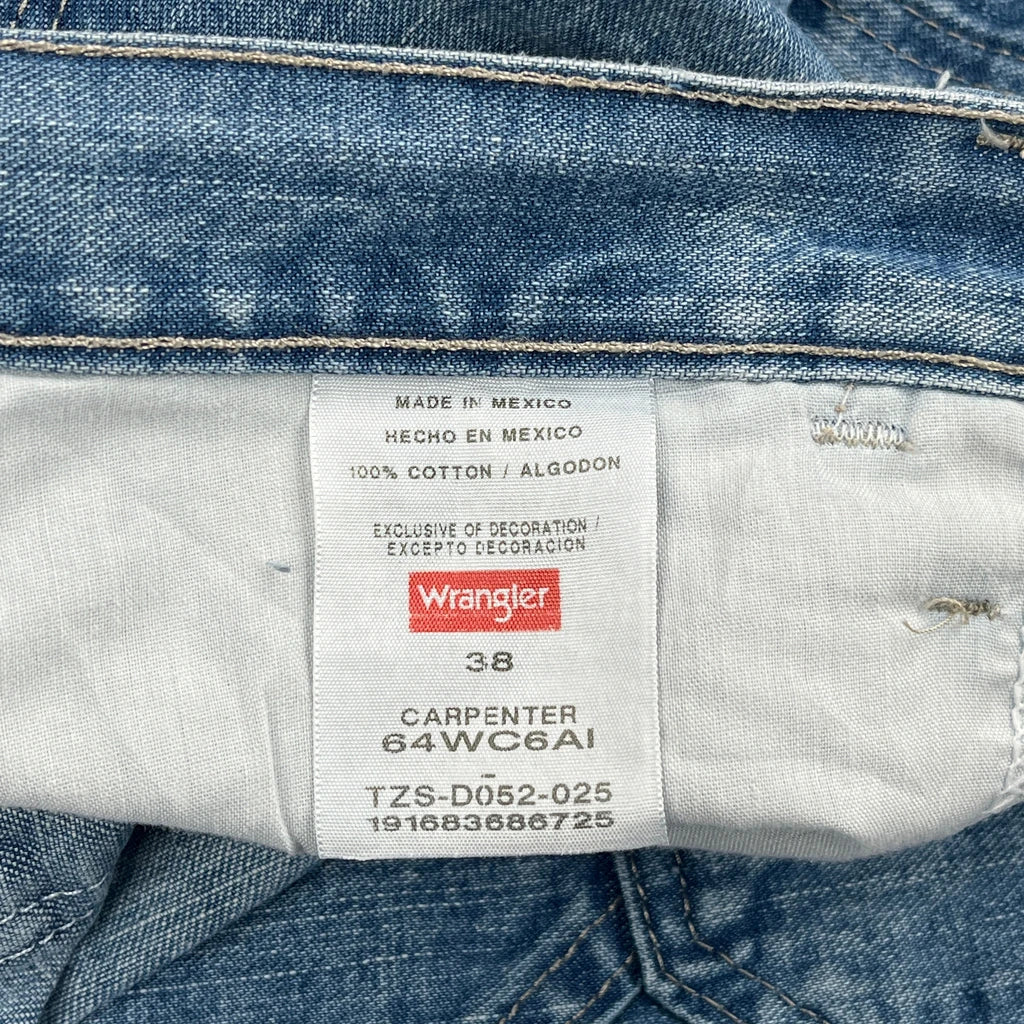 MADE IN MEXICO
HECHO EN MEXICO
100% COTTON / ALGODON
EXCLUSIVE OF DECORATION /
EXCEPTO DECORACION
Wrangler
38
CARPENTER
64WC6AI
TZS-D052-025
191683686725